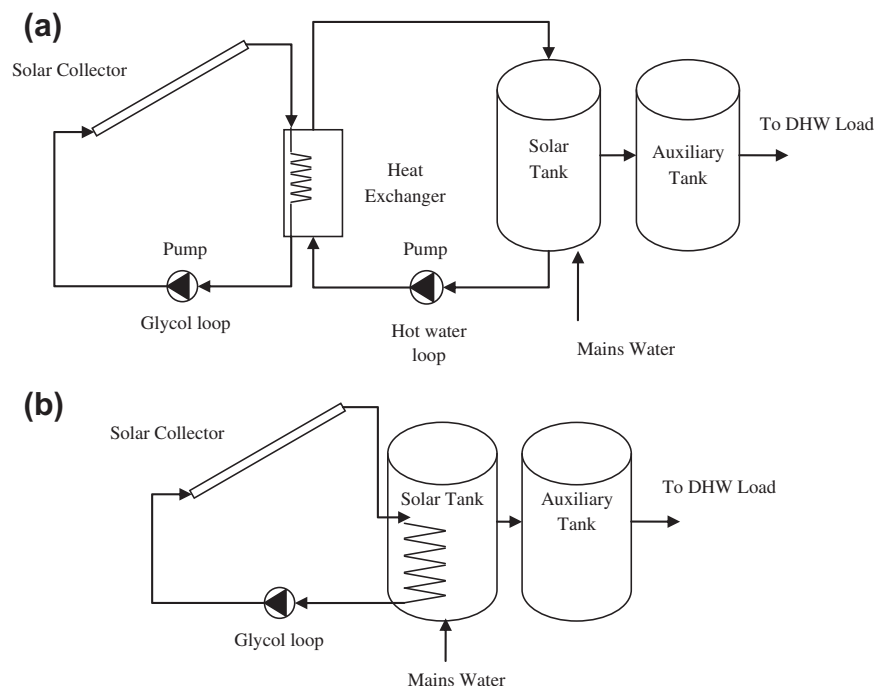 (a)
Solar Collector
To DHW Load
Solar
Tank
Auxiliary
Tank
Heat
Exchanger
Pump
Pump
Glycol loop
Hot water
loop
Mains Water
(b)
Solar Collector
To DHW Load
Solar Tank
Auxiliary
Tank
Glycol loop
Mains Water